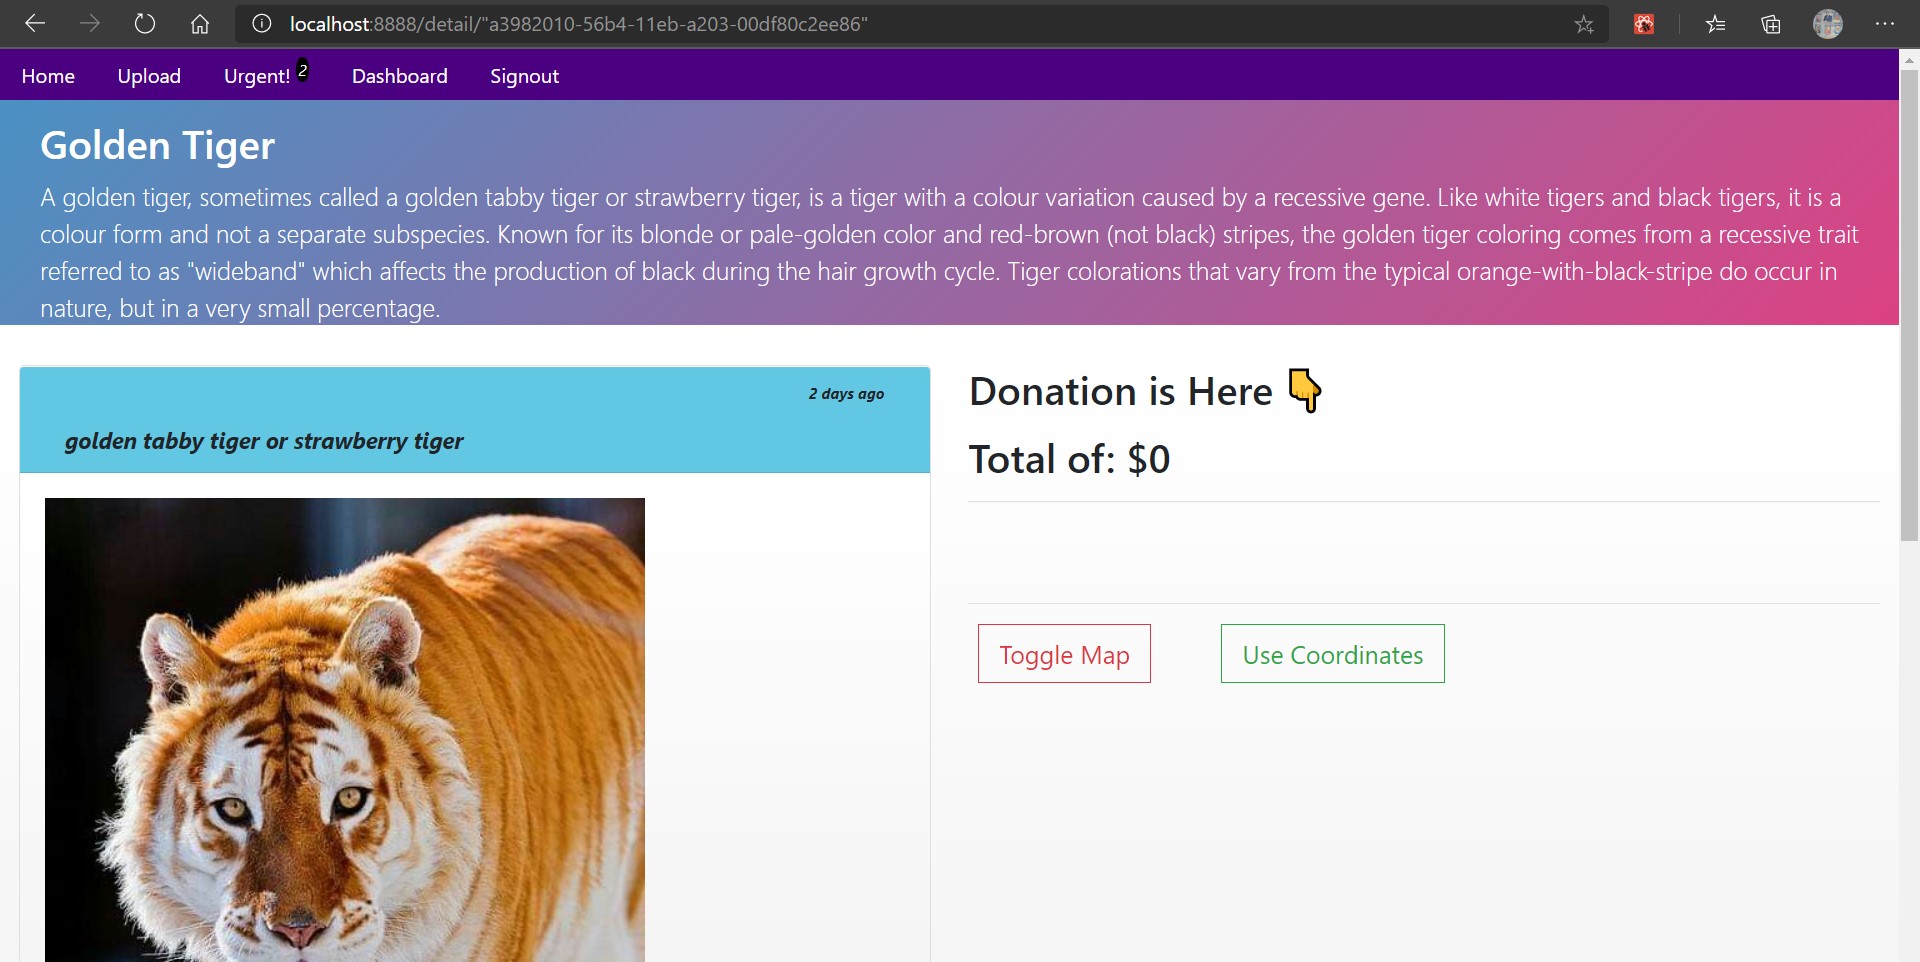 localhost:8888/detail/"a3982010-56b4-11eb-a203-00df80c2ee86"
Home Upload Urgent! 2 Dashboard Signout
Golden Tiger
A golden tiger, sometimes called a golden tabby tiger or strawberry tiger, is a tiger with a colour variation caused by a recessive gene. Like white tigers and black tigers, it is a
colour form and not a separate subspecies. Known for its blonde or pale-golden color and red-brown (not black) stripes, the golden tiger coloring comes from a recessive trait
referred to as "wideband" which affects the production of black during the hair growth cycle. Tiger colorations that vary from the typical orange-with-black-stripe do occur in
nature, but in a very small percentage.
2 days ago
golden tabby tiger or strawberry tiger
Donation is Here 👇
Total of: $0
Toggle Map Use Coordinates